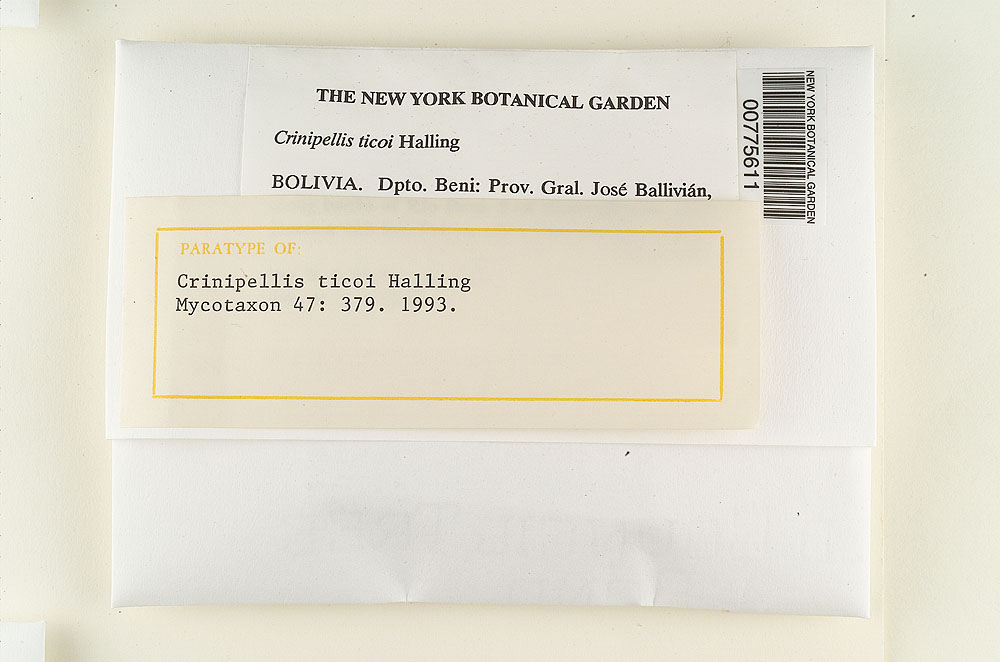 THE NEW YORK BOTANICAL GARDEN
Crinipellis ticoi Halling
BOLIVIA. Dpto. Beni: Prov. Gral. José Ballivián,
PARATYPE OF:
Crinipellis ticoi Halling
Mycotaxon 47: 379. 1993.
NEW YORK BOTANICAL GARDEN
00775611